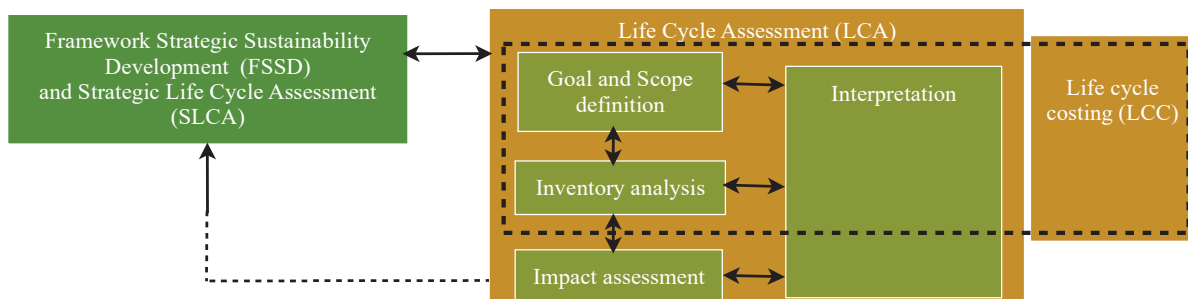 Framework Strategic Sustainability
Development (FSSD)
and Strategic Life Cycle Assessment
(SLCA)
Life Cycle Assessment (LCA)
Goal and Scope
definition
Interpretation
Life cycle
costing (LCC)
Inventory analysis
Impact assessment